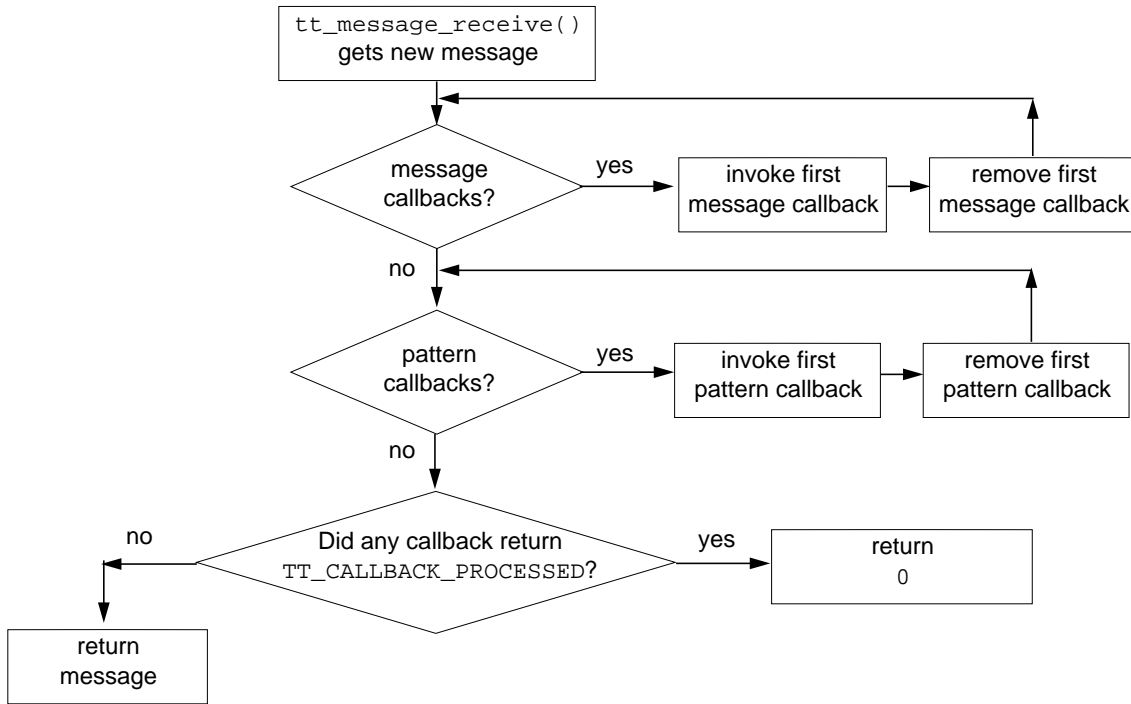 tt_message_receive()
gets new message
message
callbacks?
yes
invoke first
message callback
remove first
message callback
no
pattern
callbacks?
yes
invoke first
pattern callback
remove first
pattern callback
no
Did any callback return
TT_CALLBACK_PROCESSED?
yes
return
0
no
return
message